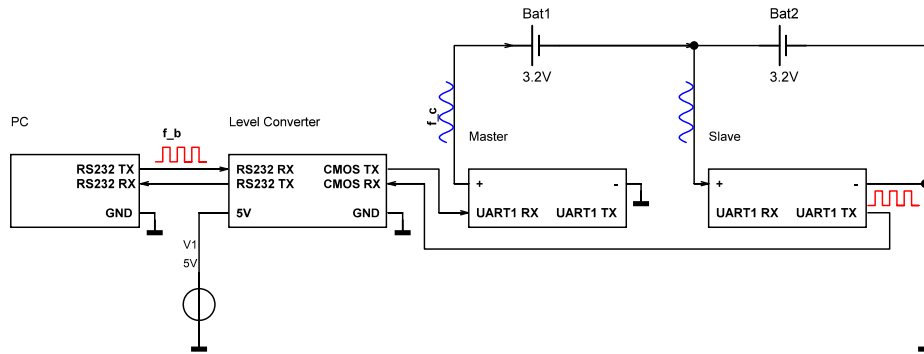 Bat1
Bat2
3.2V
3.2V
PC
f_b
Level Converter
f_c
Master
Slave
RS232 TX
RS232 RX
GND
RS232 RX
RS232 TX
5V
CMOS TX
CMOS RX
GND
+
-
UART1 RX
UART1 TX
+
-
UART1 RX
UART1 TX
V1
5V